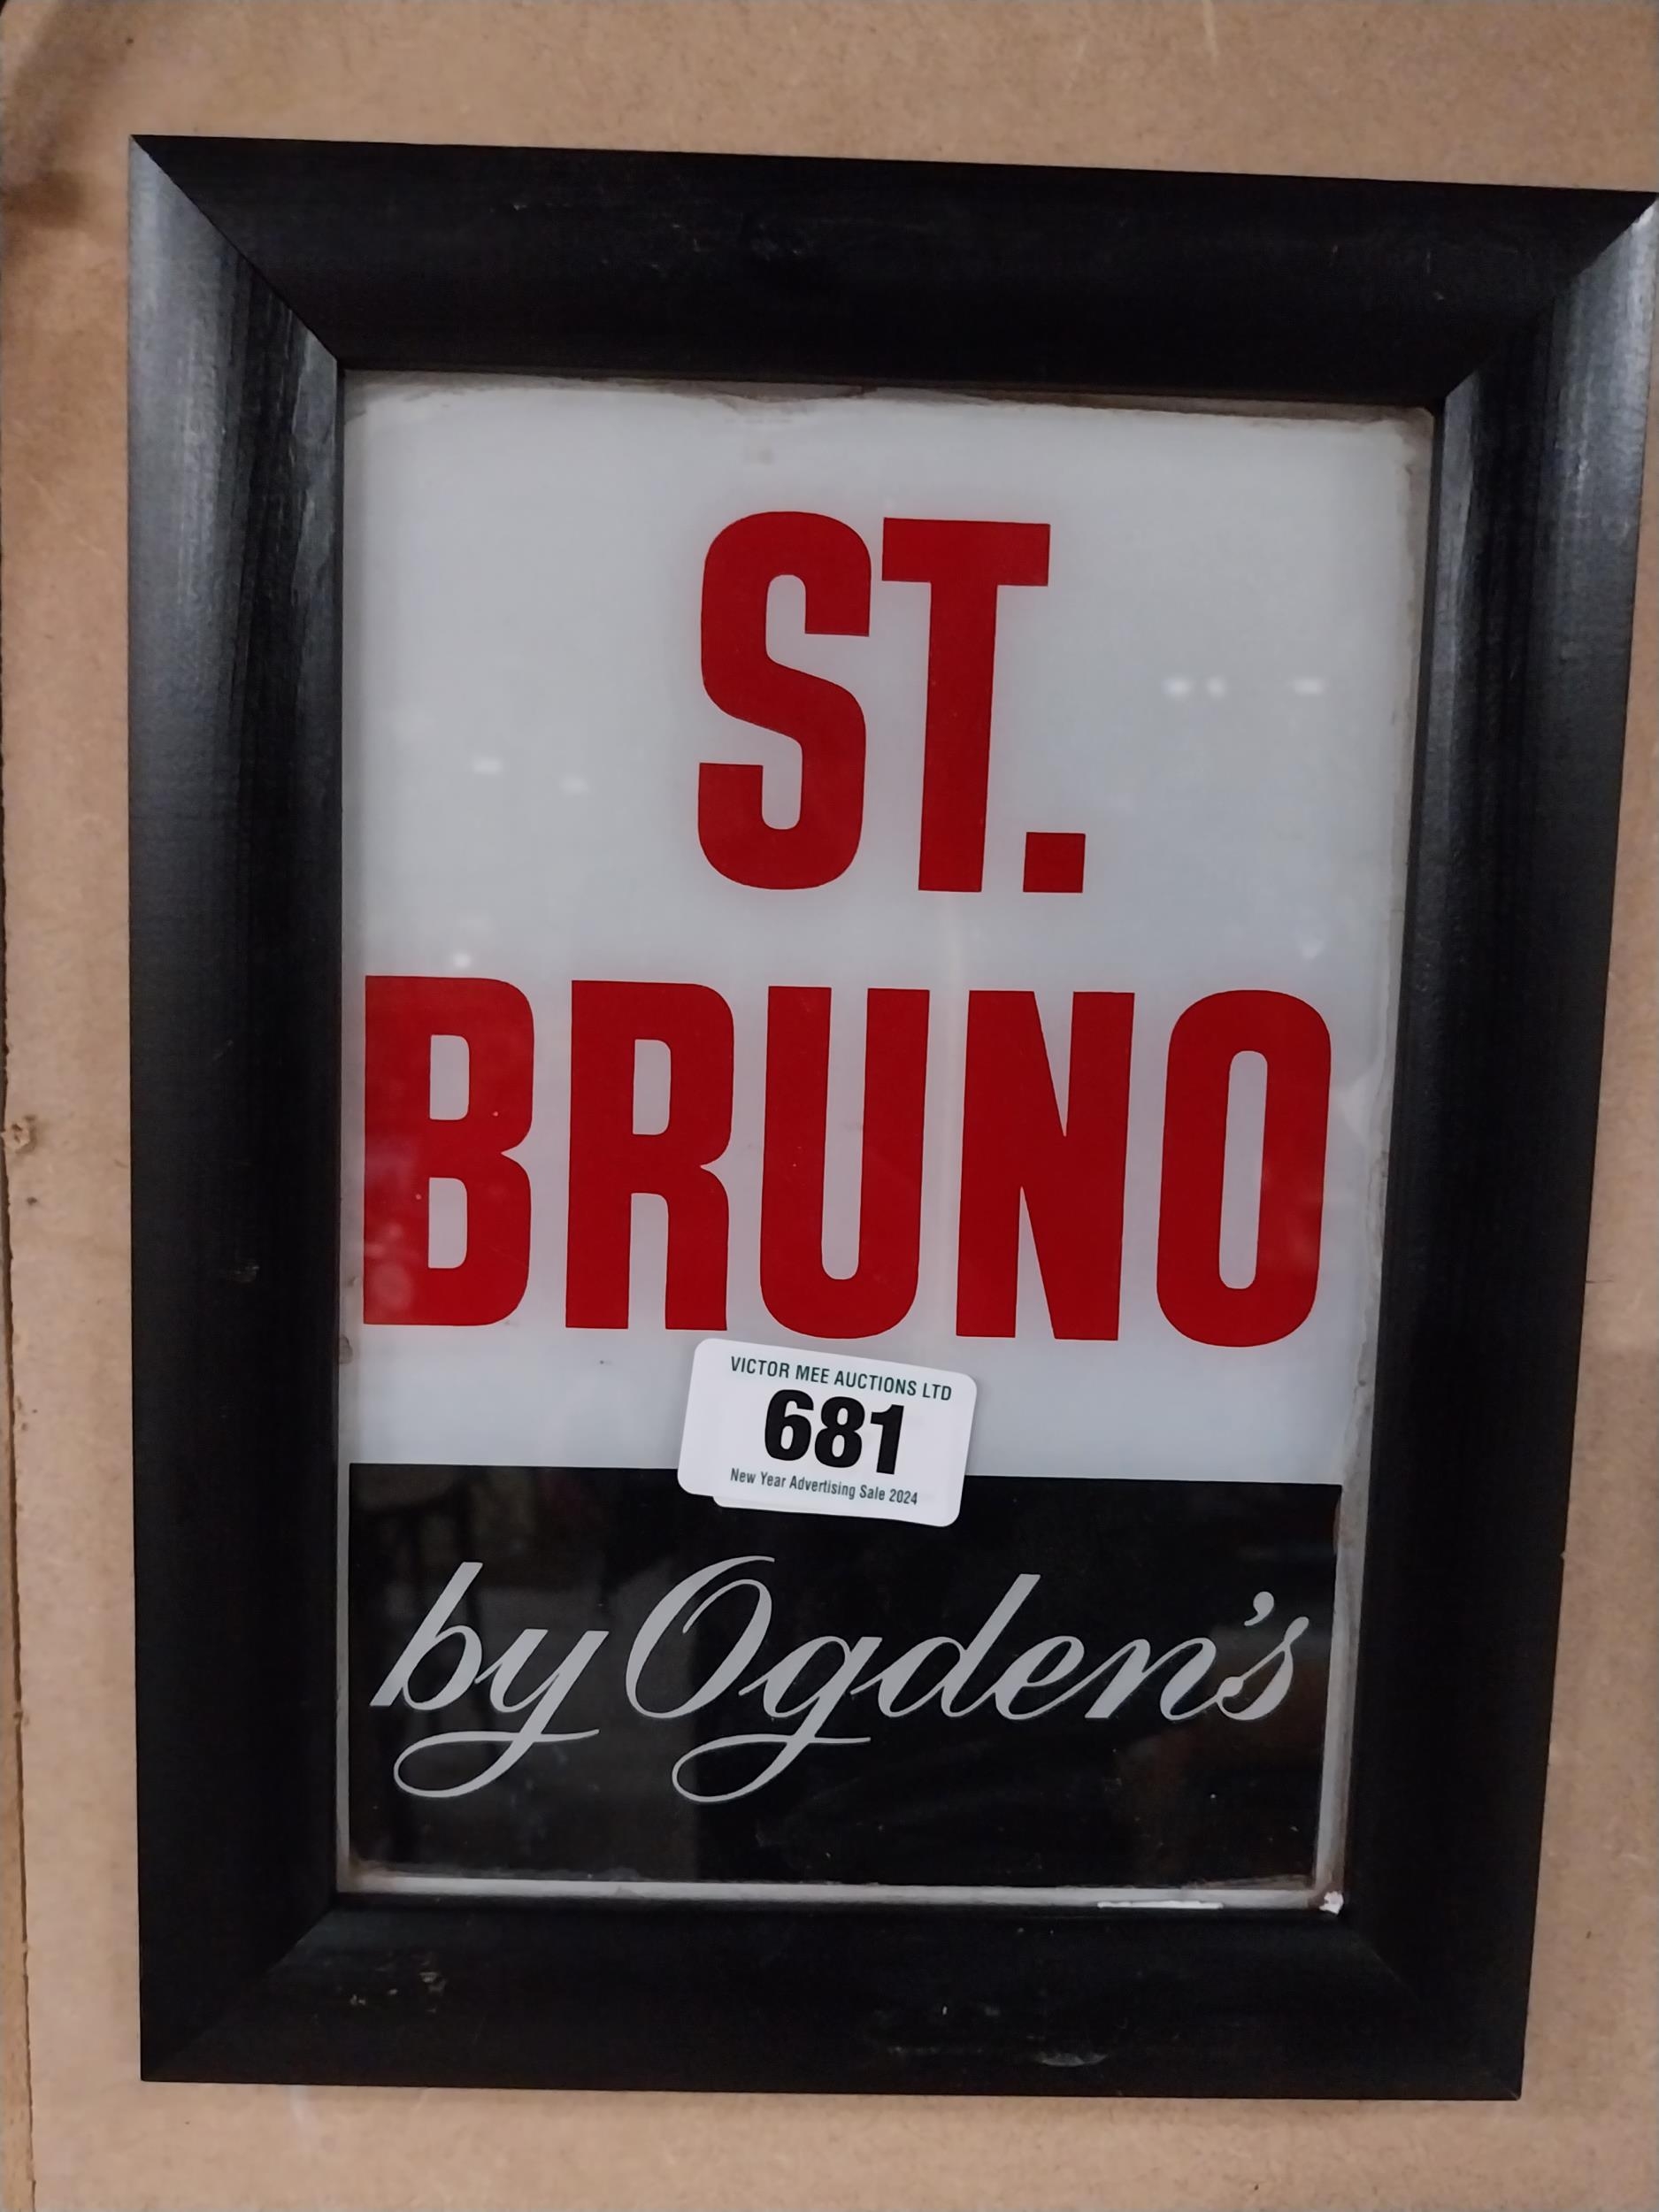 ST.
BRUNO
VICTOR MEE AUCTIONS LTD
681
New Year Advertising Sale 2024
by Ogden's